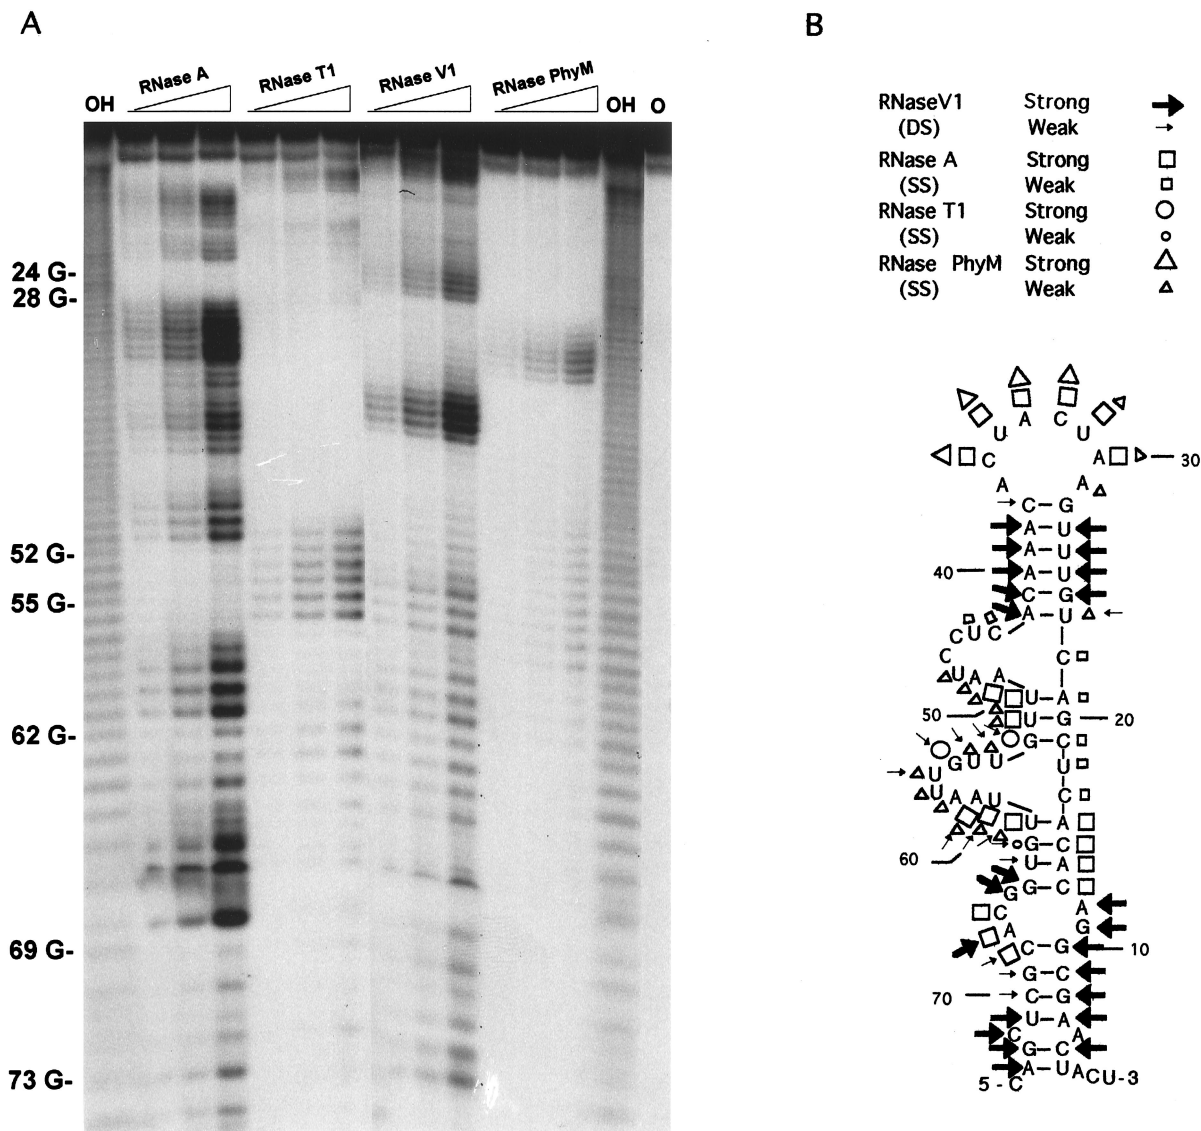 A
B
RNase A RNase T1 RNase V1 RNase PhyM
OH OH O
24 G-
28 G-
52 G-
55 G-
62 G-
69 G-
73 G-
RNaseV1 Strong
(DS) Weak
RNase A Strong
(SS) Weak
RNase T1 Strong
(SS) Weak
RNase PhyM Strong
(SS) Weak
A C
U U
C A 30
A A
C-G
A-U
A-U
40 A-U
C-G
A-U
C U C
C C
U A A U-A
50 U-G 20
G C
U G U U U
U A A U C
U-A
G-C
60 U-A
G G-C
C A
A G
C-G 10
G-C
70 C-G
U-A
C A
G-C
A-U
5 - C A C U - 3